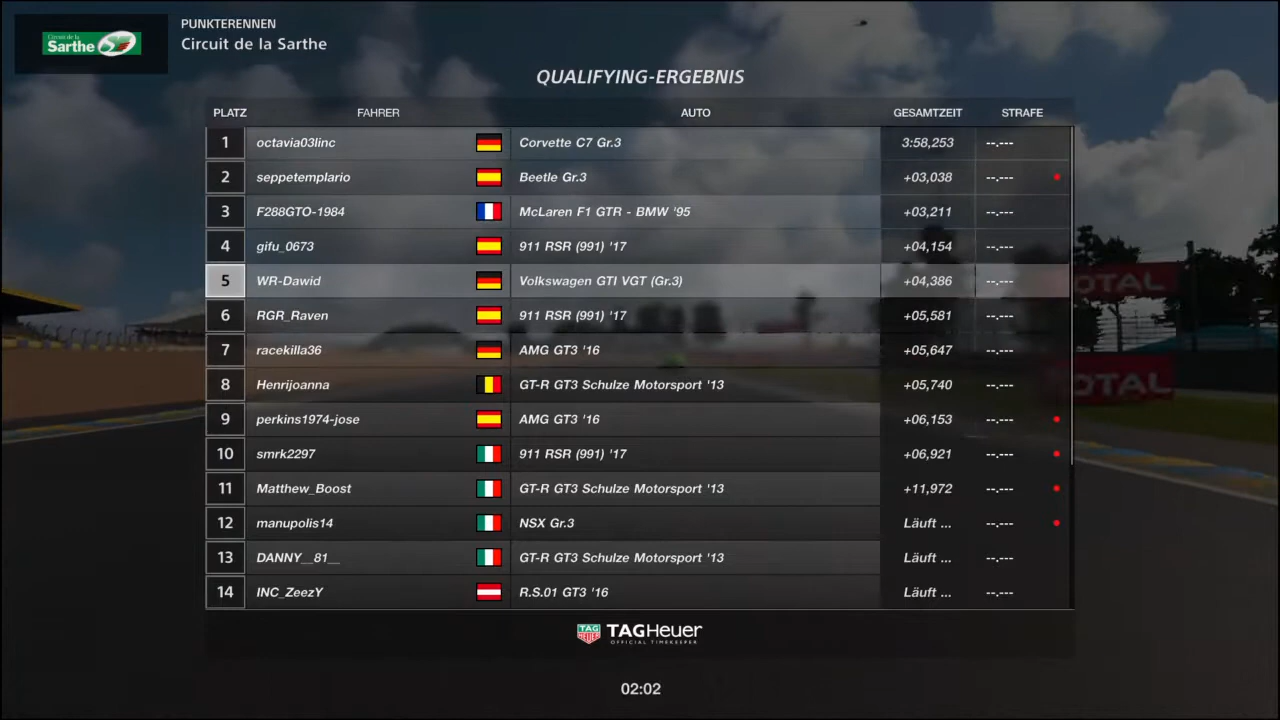 Circuit de la
Sarthe
PUNKTERENNEN
Circuit de la Sarthe
QUALIFYING-ERGEBNIS
PLATZ FAHRER AUTO GESAMTZEIT STRAFE
1 octavia03linc Corvette C7 Gr.3 3:58,253 --.---
2 seppetemplario Beetle Gr.3 +03,038 --.---
3 F288GTO-1984 McLaren F1 GTR - BMW '95 +03,211 --.---
4 gifu_0673 911 RSR (991) '17 +04,154 --.---
5 WR-Dawid Volkswagen GTI VGT (Gr.3) +04,386 --.---
6 RGR_Raven 911 RSR (991) '17 +05,581 --.---
7 racekilla36 AMG GT3 '16 +05,647 --.---
8 Henrijoanna GT-R GT3 Schulze Motorsport '13 +05,740 --.---
9 perkins1974-jose AMG GT3 '16 +06,153 --.---
10 smrk2297 911 RSR (991) '17 +06,921 --.---
11 Matthew_Boost GT-R GT3 Schulze Motorsport '13 +11,972 --.---
12 manupolis14 NSX Gr.3 Läuft ... --.---
13 DANNY__81__ GT-R GT3 Schulze Motorsport '13 Läuft ... --.---
14 INC_ZeezY R.S.01 GT3 '16 Läuft ... --.---
TOTAL
TOTAL
TAG HEUER TAGHeuer
OFFICIAL TIMEKEEPER
02:02